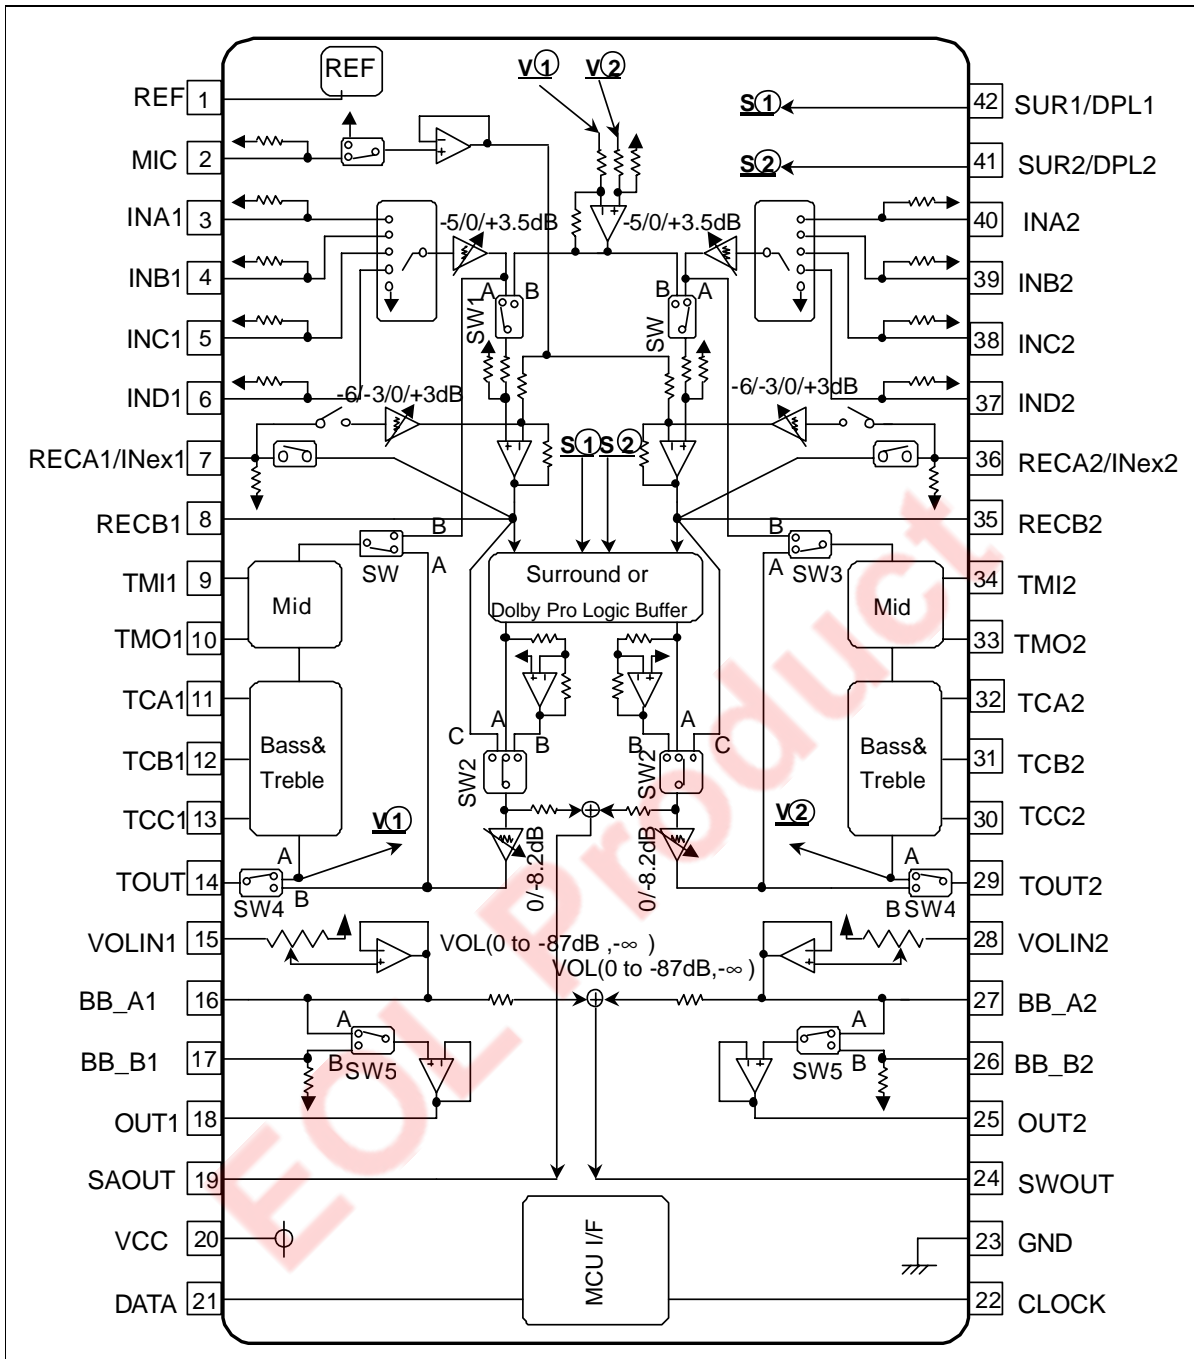 REF
V①
V②
REF 1
S①
42 SUR1/DPL1
MIC 2
S②
41 SUR2/DPL2
INA1 3
-5/0/+3.5dB
-5/0/+3.5dB
40 INA2
INB1 4
A
B
B
A
39 INB2
SW1
SW
INC1 5
38 INC2
IND1 6
-6/-3/0/+3dB
-6/-3/0/+3dB
37 IND2
RECA1/INex1 7
S①
S②
36 RECA2/INex2
RECB1 8
35 RECB2
B
B
SW
A
A
SW3
TMI1 9
Mid
Surround or
Dolby Pro Logic Buffer
Mid
34 TMI2
TMO1 10
33 TMO2
TCA1 11
32 TCA2
C
A
B
B
A
C
TCB1 12
Bass&
Treble
SW2
SW2
Bass&
Treble
31 TCB2
TCC1 13
V①
V②
30 TCC2
0/-8.2dB
0/-8.2dB
A
A
TOUT 14
B
SW4
B
SW4
29 TOUT2
VOLIN1 15
VOL(0 to -87dB ,-∞ )
VOL(0 to -87dB,-∞ )
28 VOLIN2
BB_A1 16
27 BB_A2
A
A
BB_B1 17
B
SW5
SW5
B
26 BB_B2
OUT1 18
25 OUT2
SAOUT 19
24 SWOUT
VCC 20
MCU I/F
23 GND
DATA 21
22 CLOCK
EOL Product